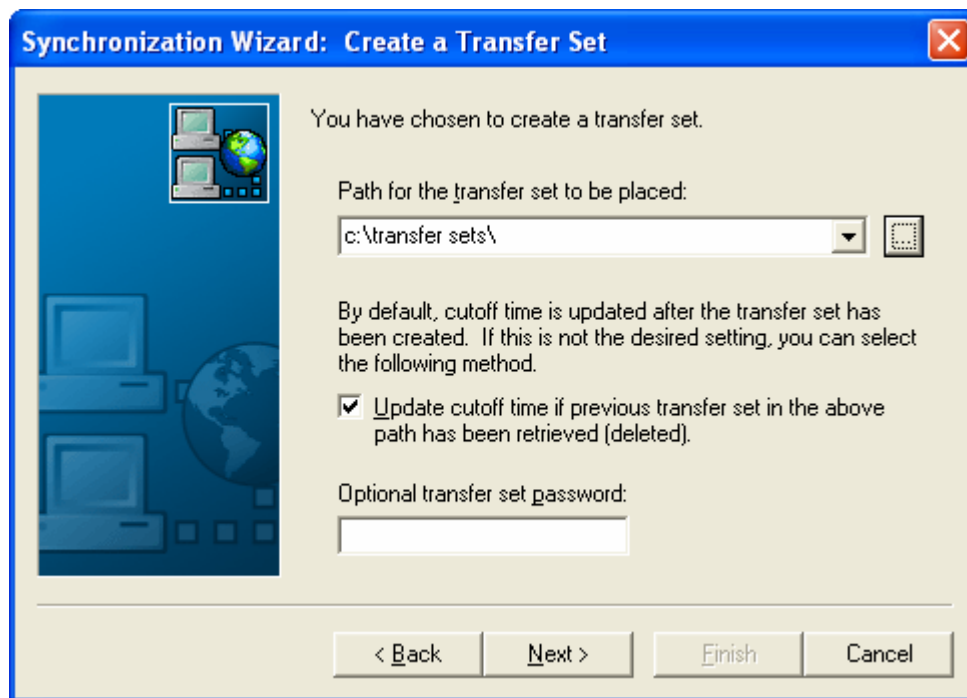 Synchronization Wizard:  Create a Transfer Set
You have chosen to create a transfer set.
Path for the transfer set to be placed:
c:\transfer sets\
...
By default, cutoff time is updated after the transfer set has
been created.  If this is not the desired setting, you can select
the following method.
Update cutoff time if previous transfer set in the above
path has been retrieved (deleted).
Optional transfer set password:
< Back
Next >
Finish
Cancel